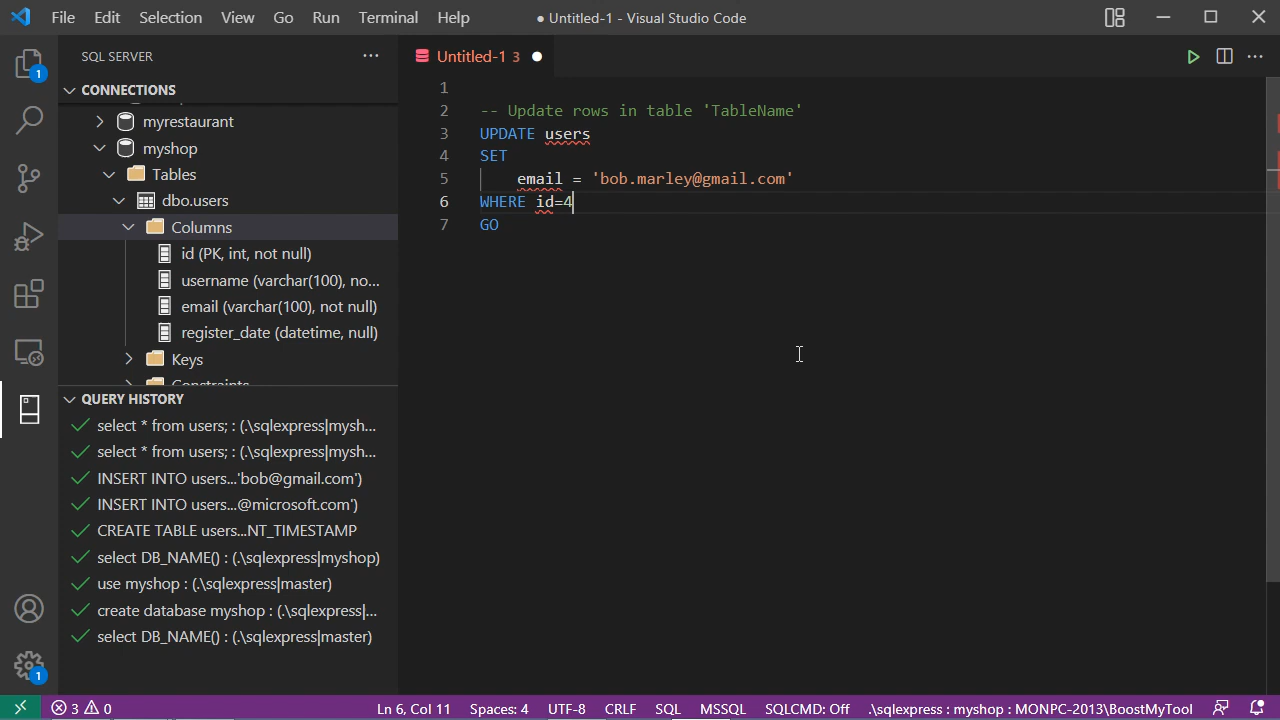 File Edit Selection View Go Run Terminal Help ● Untitled-1 - Visual Studio Code
SQL SERVER ...
CONNECTIONS
myrestaurant
myshop
Tables
dbo.users
Columns
id (PK, int, not null)
username (varchar(100), no...
email (varchar(100), not null)
register_date (datetime, null)
Keys
Constraints
QUERY HISTORY
select * from users; : (.\sqlexpress|mysh...
select * from users; : (.\sqlexpress|mysh...
INSERT INTO users...'bob@gmail.com')
INSERT INTO users...@microsoft.com')
CREATE TABLE users...NT_TIMESTAMP
select DB_NAME() : (.\sqlexpress|myshop)
use myshop : (.\sqlexpress|master)
create database myshop : (.\sqlexpress|...
select DB_NAME() : (.\sqlexpress|master)
1
1
Untitled-1 3 ●
1
2 -- Update rows in table 'TableName'
3 UPDATE users
4 SET
5 email = 'bob.marley@gmail.com'
6 WHERE id=4
7 GO
3 0 Ln 6, Col 11 Spaces: 4 UTF-8 CRLF SQL MSSQL SQLCMD: Off .\sqlexpress : myshop : MONPC-2013\BoostMyTool